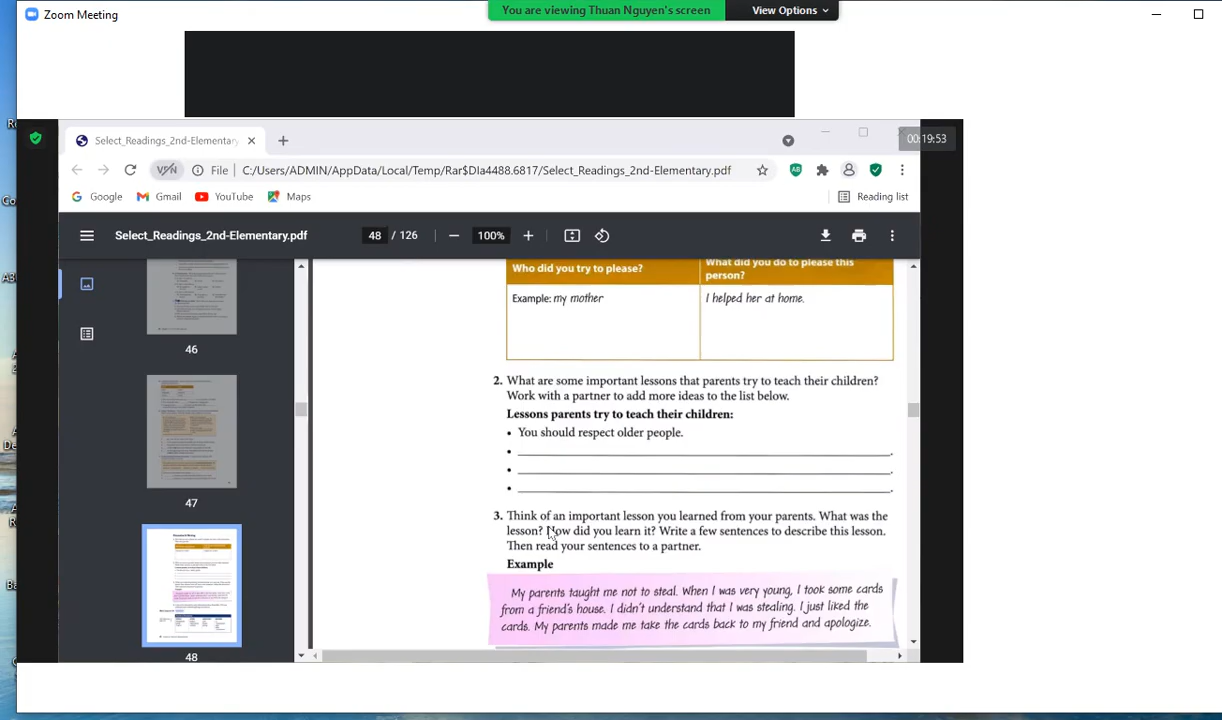 Zoom Meeting
You are viewing Thuan Nguyen's screen
View Options
Select_Readings_2nd-Elementary
00:19:53
VPN
File
C:/Users/ADMIN/AppData/Local/Temp/Rar$DIa4488.6817/Select_Readings_2nd-Elementary.pdf
Google
Gmail
YouTube
Maps
Reading list
Select_Readings_2nd-Elementary.pdf
48 / 126
100%
46
47
48
Who did you try to please?
What did you do to please this
person?
Example: my mother
I helped her at home.
2. What are some important lessons that parents try to teach their children?
Work with a partner to add more ideas to the list below.
Lessons parents try to teach their children:
• You should respect older people.
• .
• .
• .
3. Think of an important lesson you learned from your parents. What was the
lesson? How did you learn it? Write a few sentences to describe this lesson.
Then read your sentences to a partner.
Example
My parents taught me not to steal. When I was very young, I took some cards
from a friend's house. I didn't understand that I was stealing. I just liked the
cards. My parents made me take the cards back to my friend and apologize.